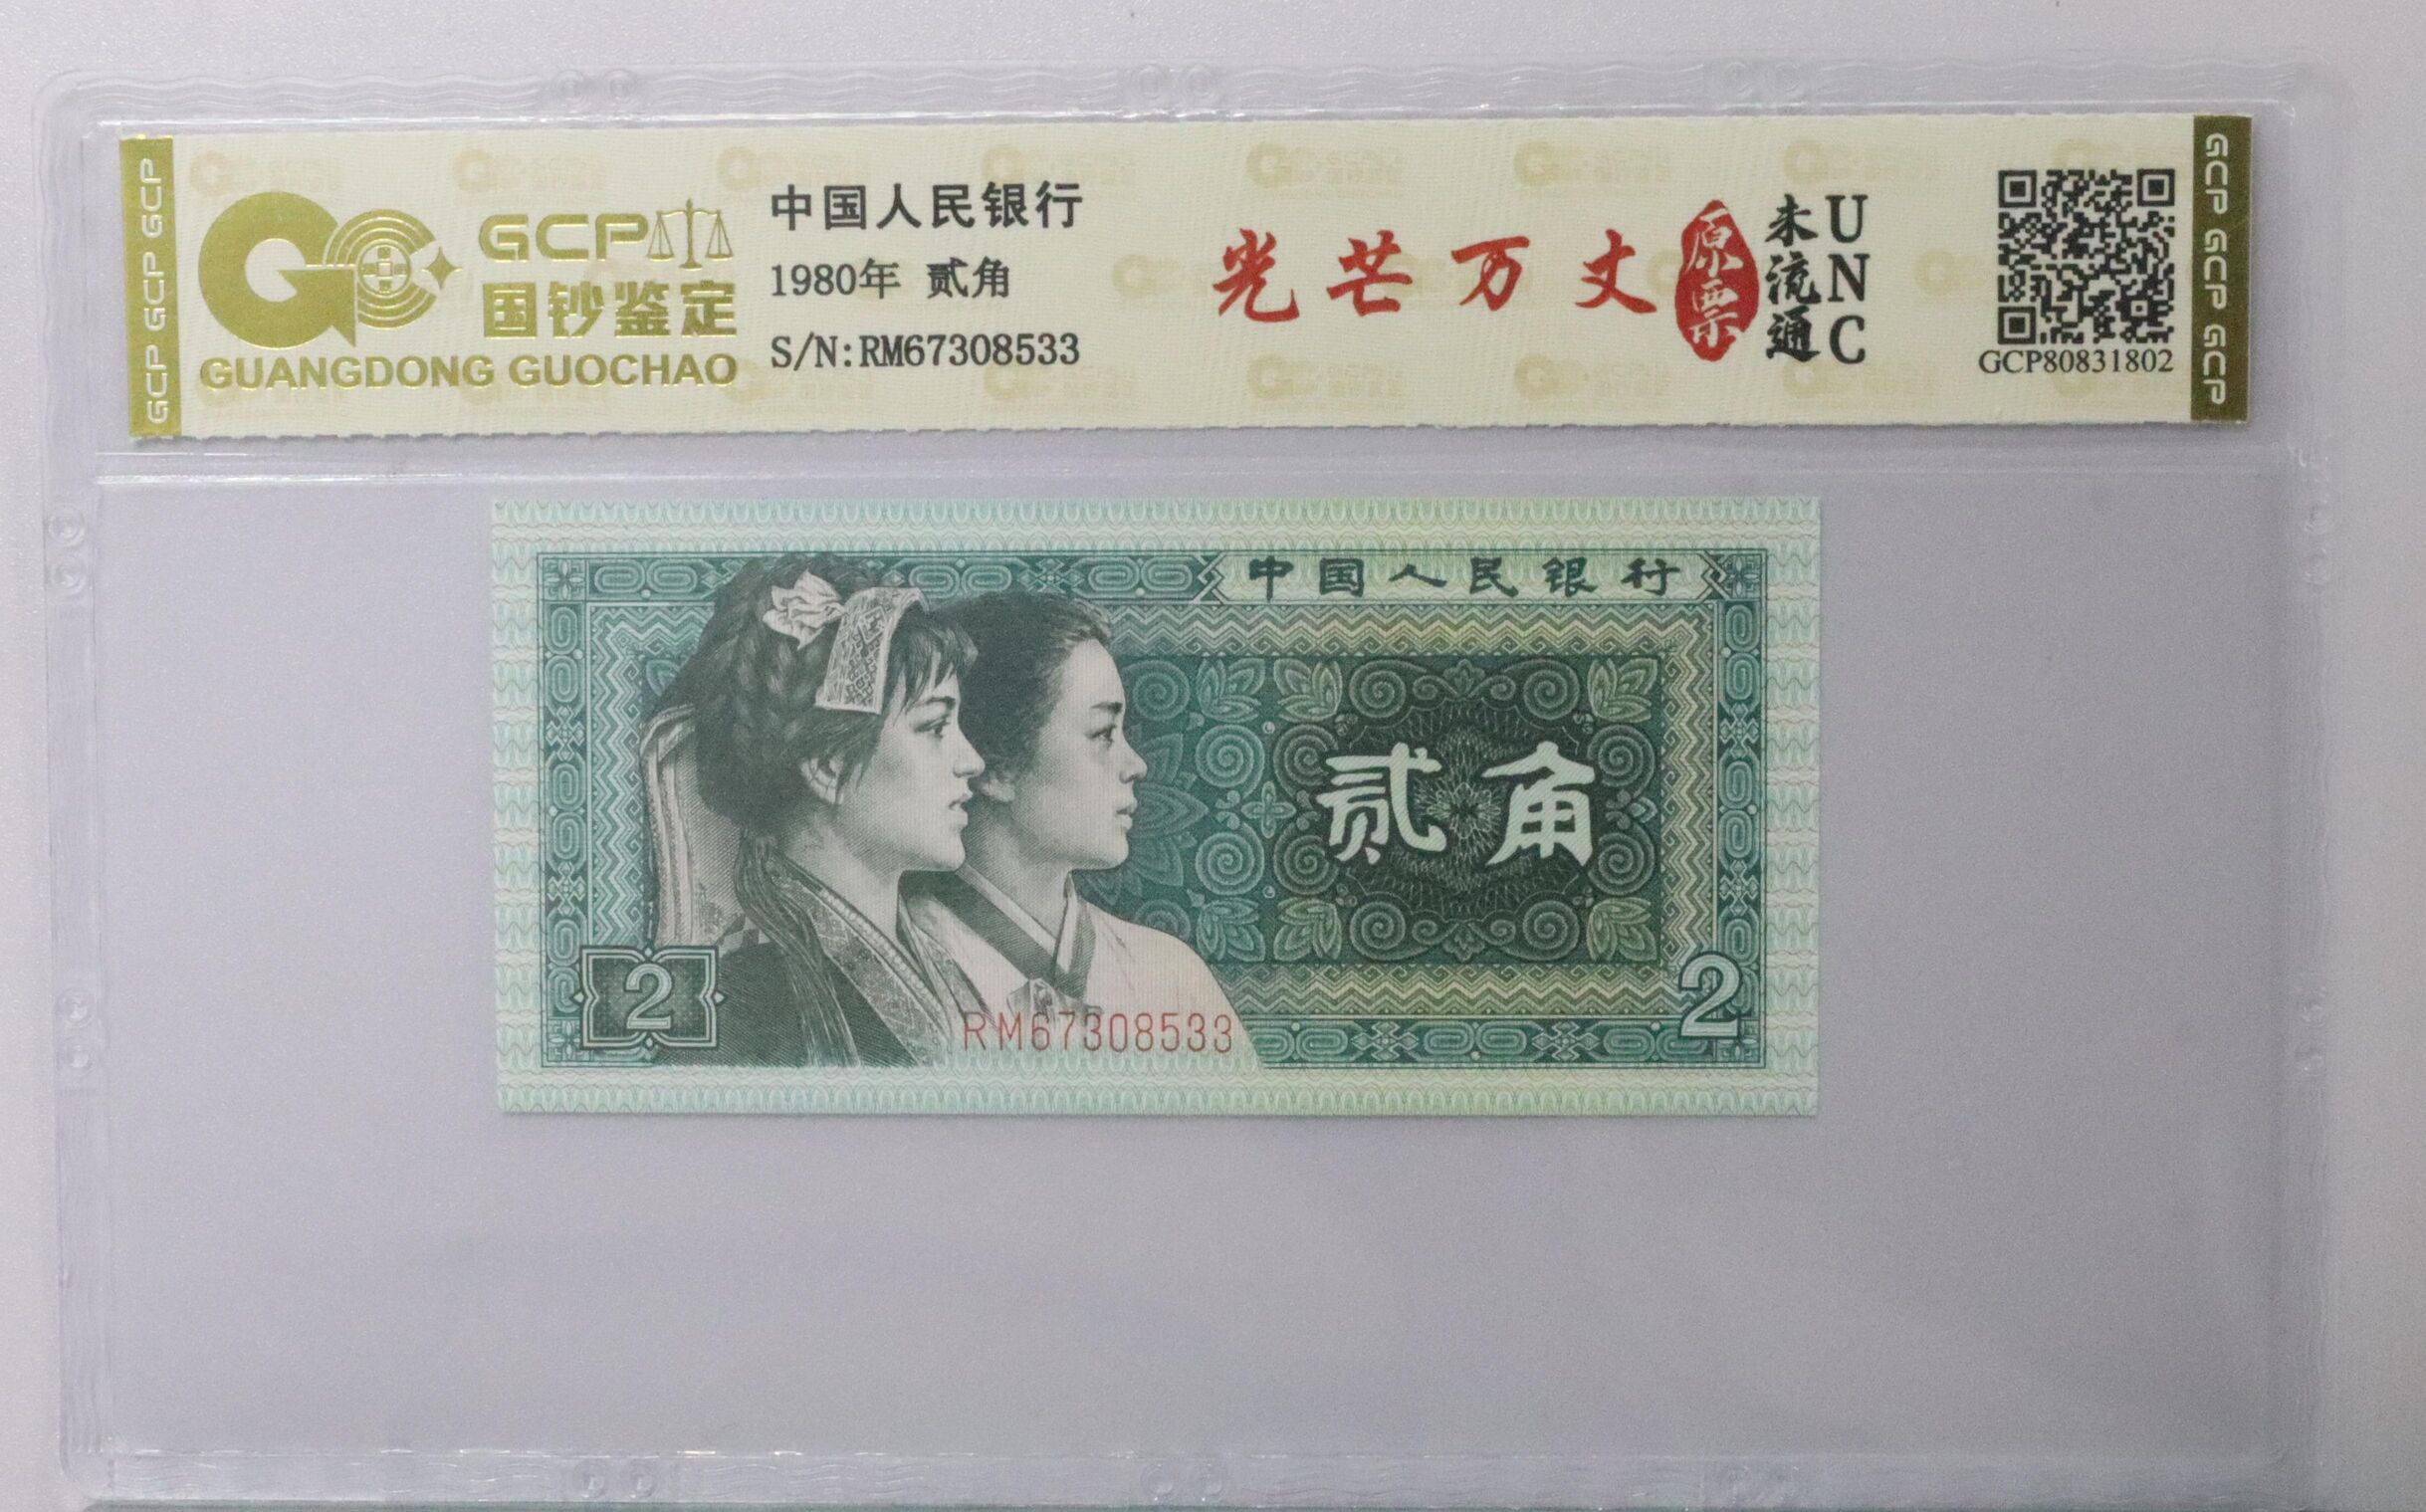 GCP GCP GCP
GCP
国钞鉴定
GUANGDONG GUOCHAO
中国人民银行
1980年 贰角
S/N:RM67308533
光芒万丈
原票
未流通
UNC
GCP80831802
GCP GCP GCP
中国人民银行
贰角
2
RM67308533
2